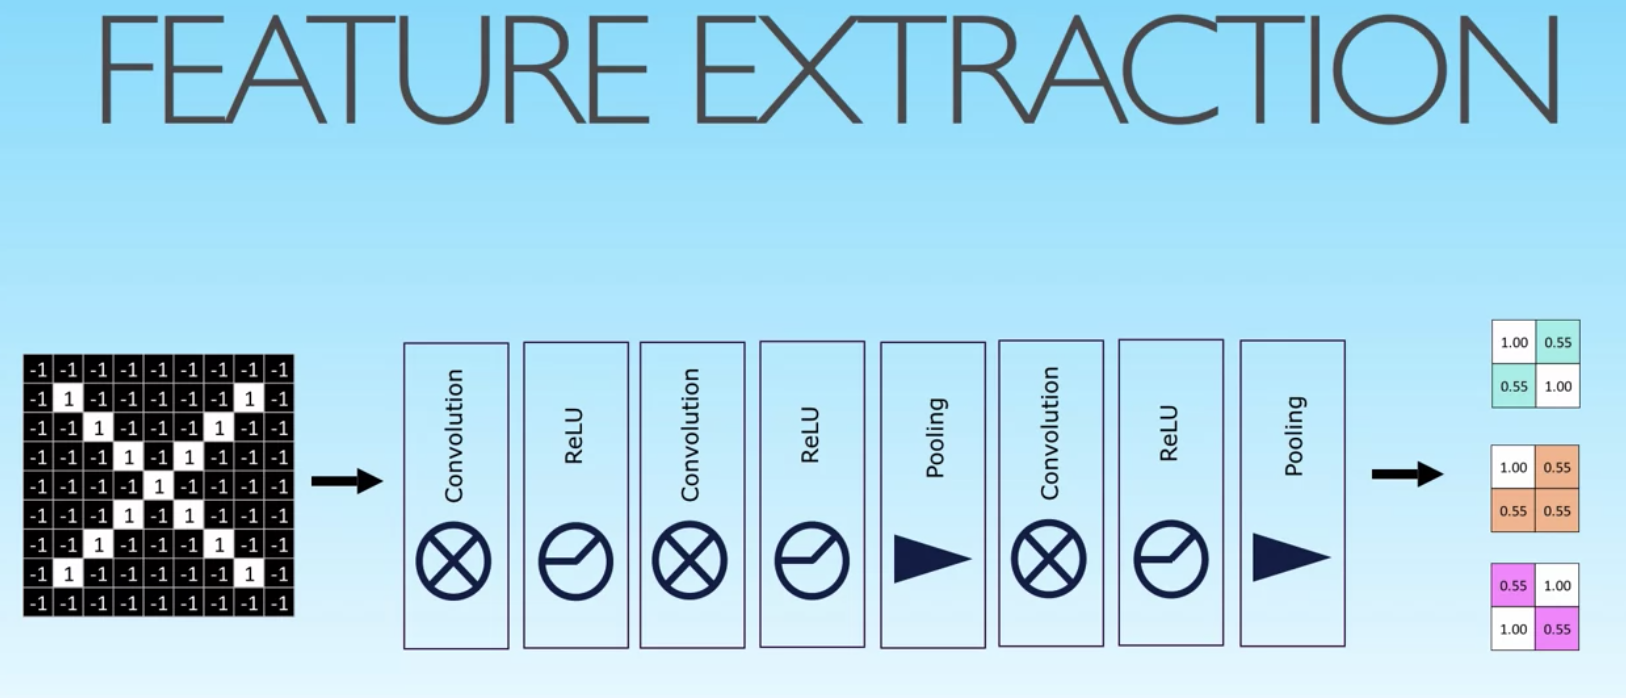 FEATURE EXTRACTION
-1 -1 -1 -1 -1 -1 -1 -1 -1
-1 1 -1 -1 -1 -1 -1 1 -1
-1 -1 1 -1 -1 -1 1 -1 -1
-1 -1 -1 1 -1 1 -1 -1 -1
-1 -1 -1 -1 1 -1 -1 -1 -1
-1 -1 -1 1 -1 1 -1 -1 -1
-1 -1 1 -1 -1 -1 1 -1 -1
-1 1 -1 -1 -1 -1 -1 1 -1
-1 -1 -1 -1 -1 -1 -1 -1 -1
Convolution
ReLU
Convolution
ReLU
Pooling
Convolution
ReLU
Pooling
1.00 0.55
0.55 1.00
1.00 0.55
0.55 0.55
0.55 1.00
1.00 0.55